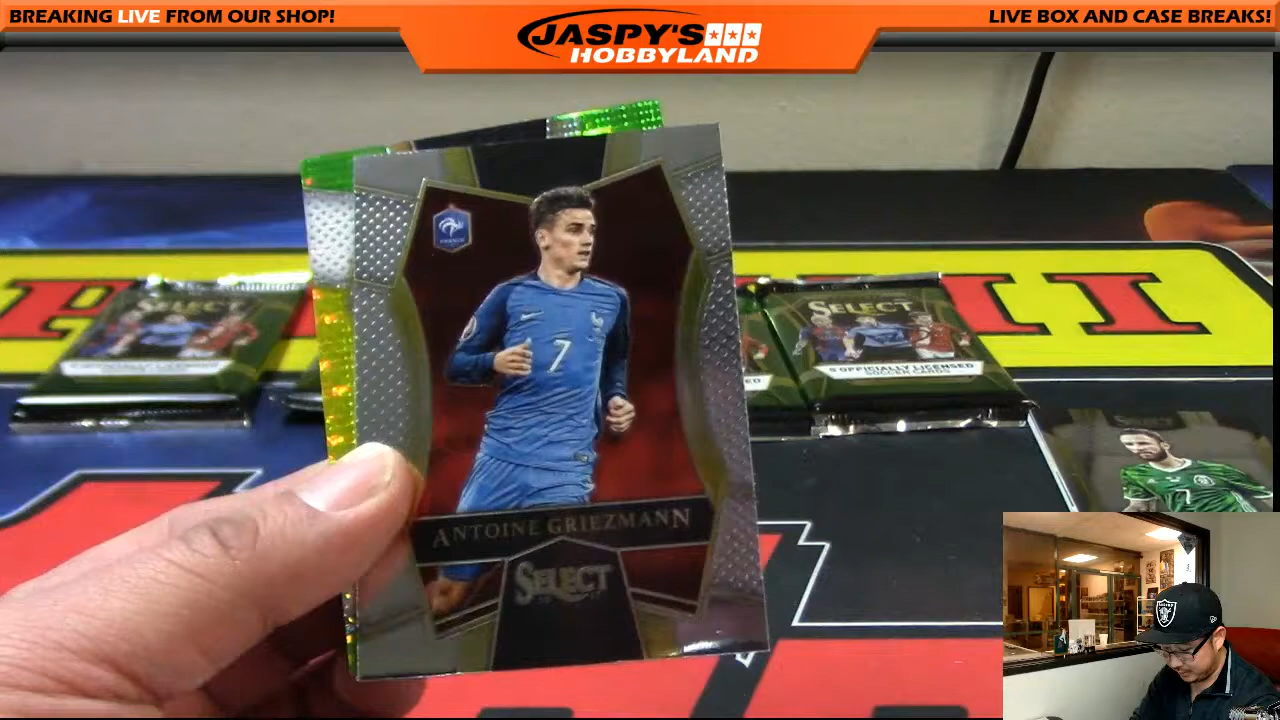 BREAKING LIVE FROM OUR SHOP!
JASPY'S
HOBBYLAND
LIVE BOX AND CASE BREAKS!
FRANCE
7
ANTOINE GRIEZMANN
SELECT
SELECT
SELECT
5 OFFICIALLY LICENSED
SOCCER CARDS